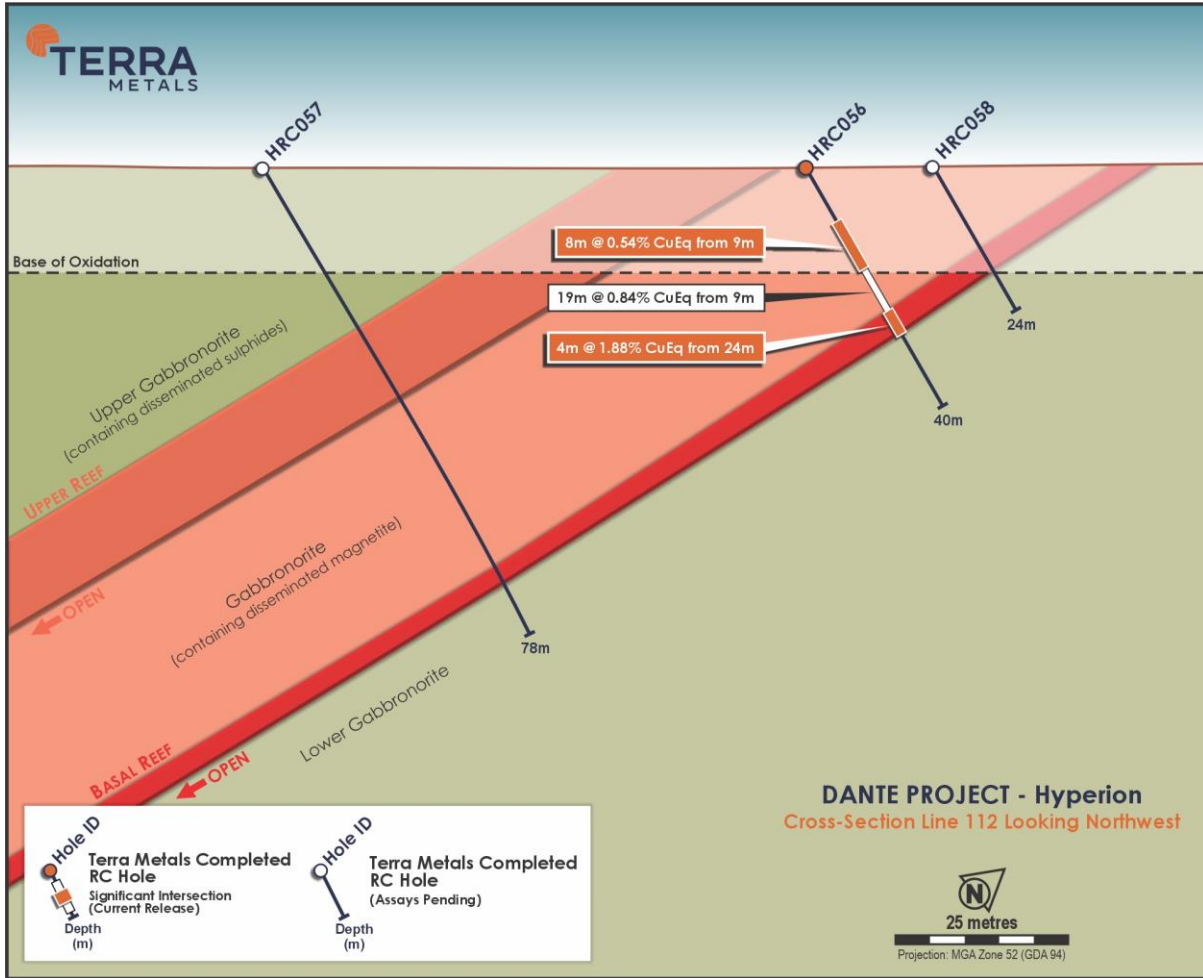 TERRA
METALS
HRC057
HRC056
HRC058
8m @ 0.54% CuEq from 9m
Base of Oxidation
19m @ 0.84% CuEq from 9m
4m @ 1.88% CuEq from 24m
24m
40m
78m
Upper Gabbronorite
(containing disseminated sulphides)
UPPER REEF
OPEN
Gabbronorite
(containing disseminated magnetite)
Lower Gabbronorite
BASAL REEF
OPEN
DANTE PROJECT - Hyperion
Cross-Section Line 112 Looking Northwest
Hole ID
Terra Metals Completed
RC Hole
Significant Intersection
(Current Release)
Depth
(m)
Hole ID
Terra Metals Completed
RC Hole
(Assays Pending)
Depth
(m)
N
25 metres
Projection: MGA Zone 52 (GDA 94)